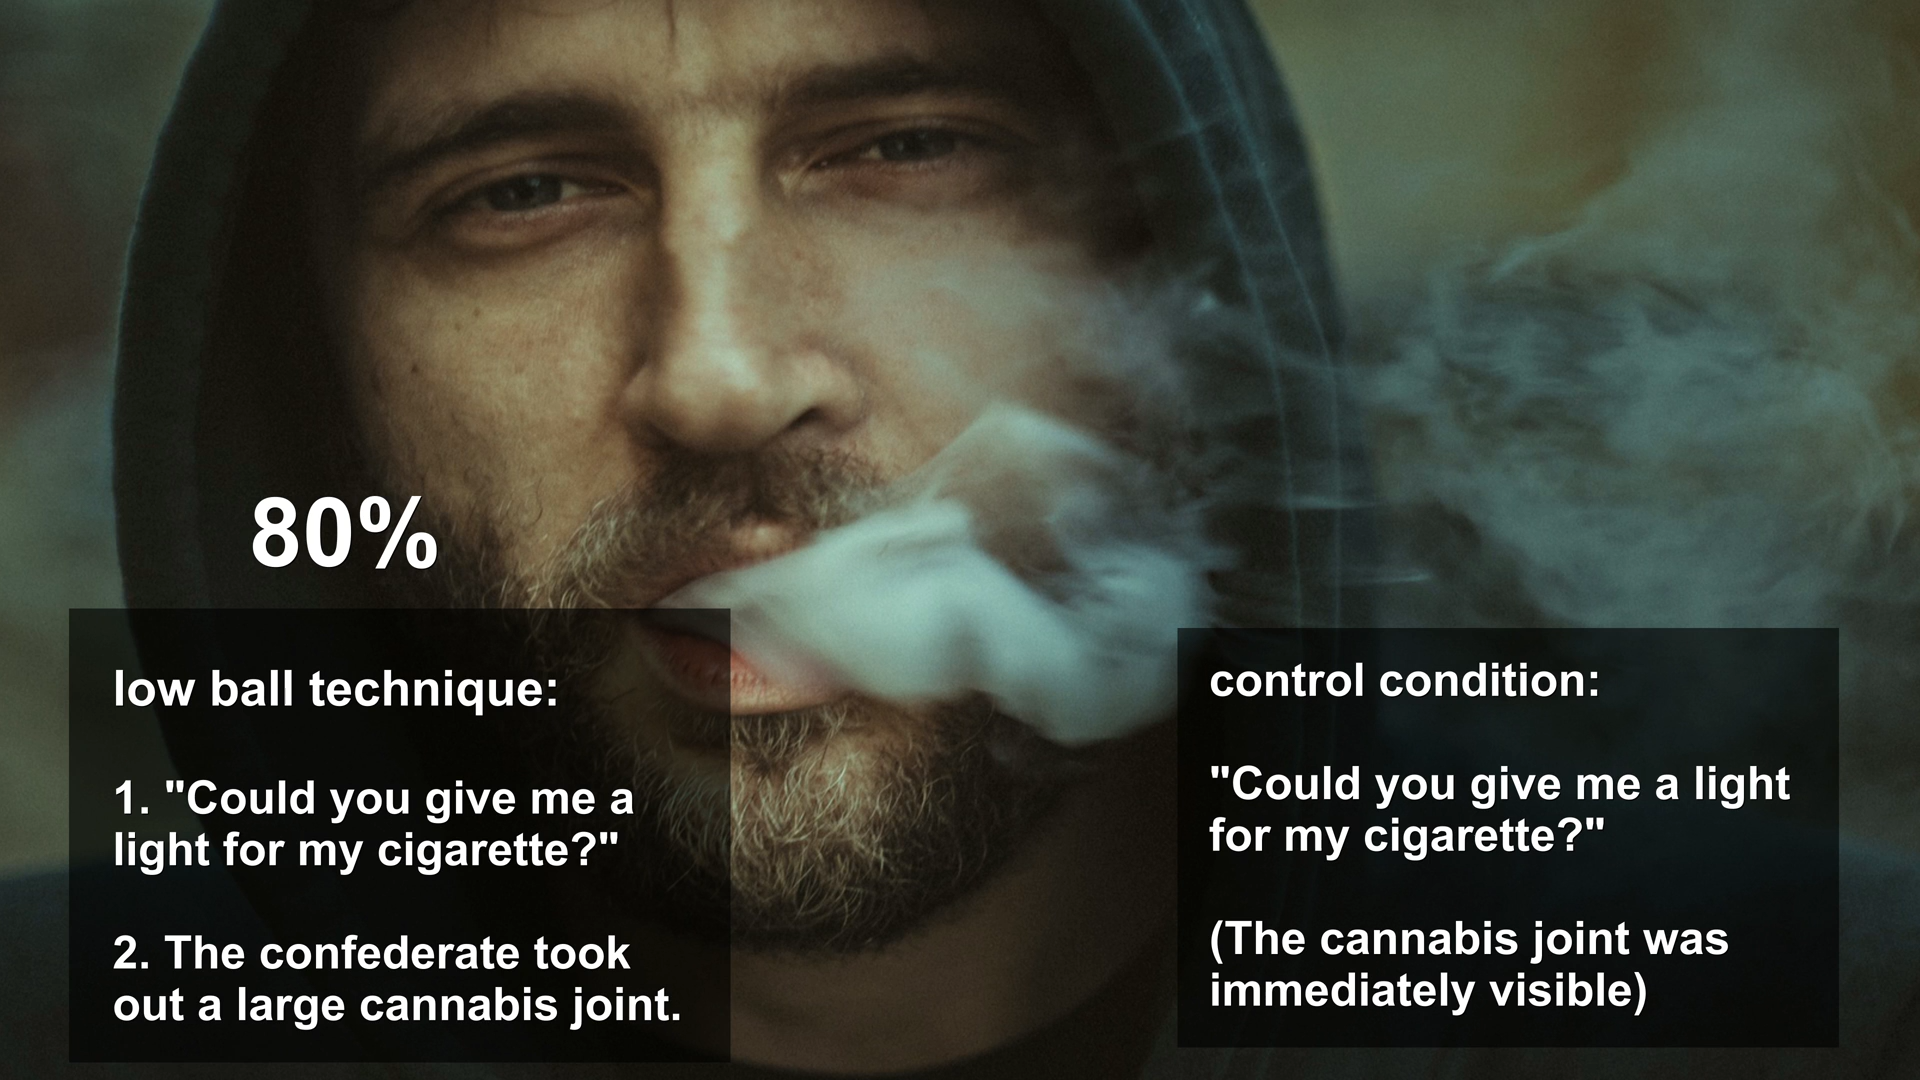 80%
low ball technique:
1. "Could you give me a
light for my cigarette?"
2. The confederate took
out a large cannabis joint.
control condition:
"Could you give me a light
for my cigarette?"
(The cannabis joint was
immediately visible)